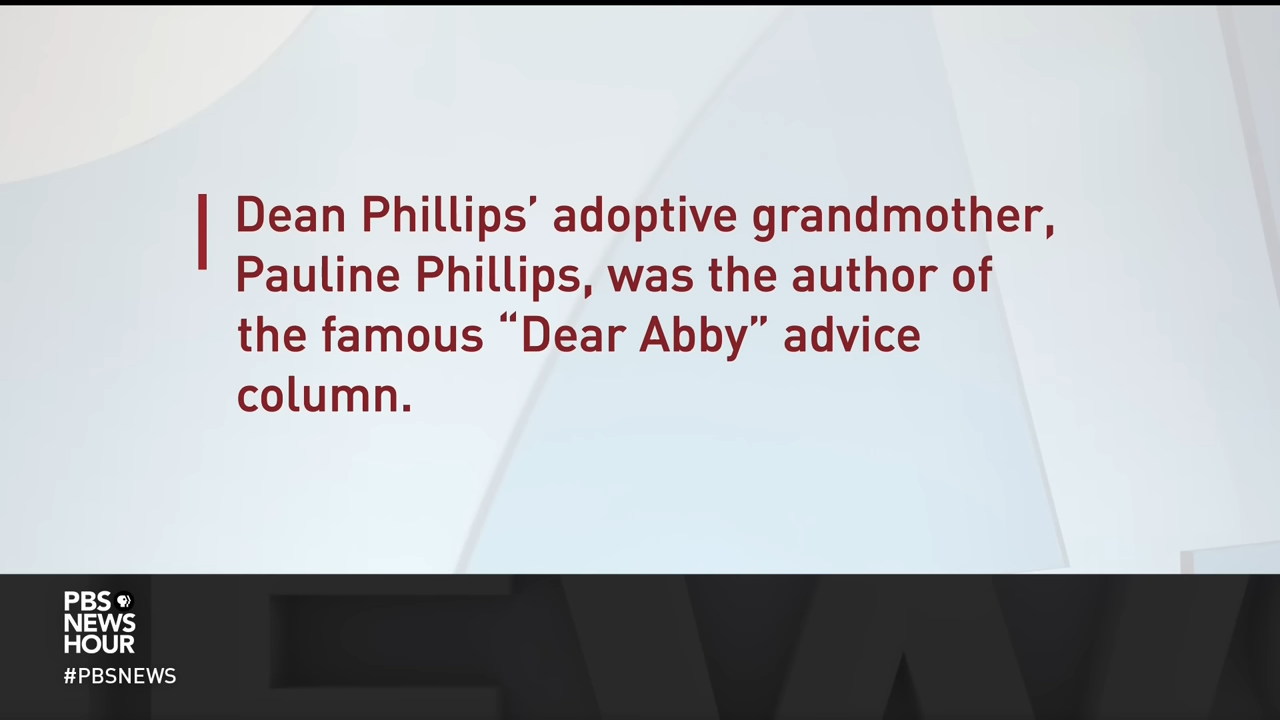 Dean Phillips’ adoptive grandmother,
Pauline Phillips, was the author of
the famous “Dear Abby” advice
column.
PBS
NEWS
HOUR
#PBSNEWS